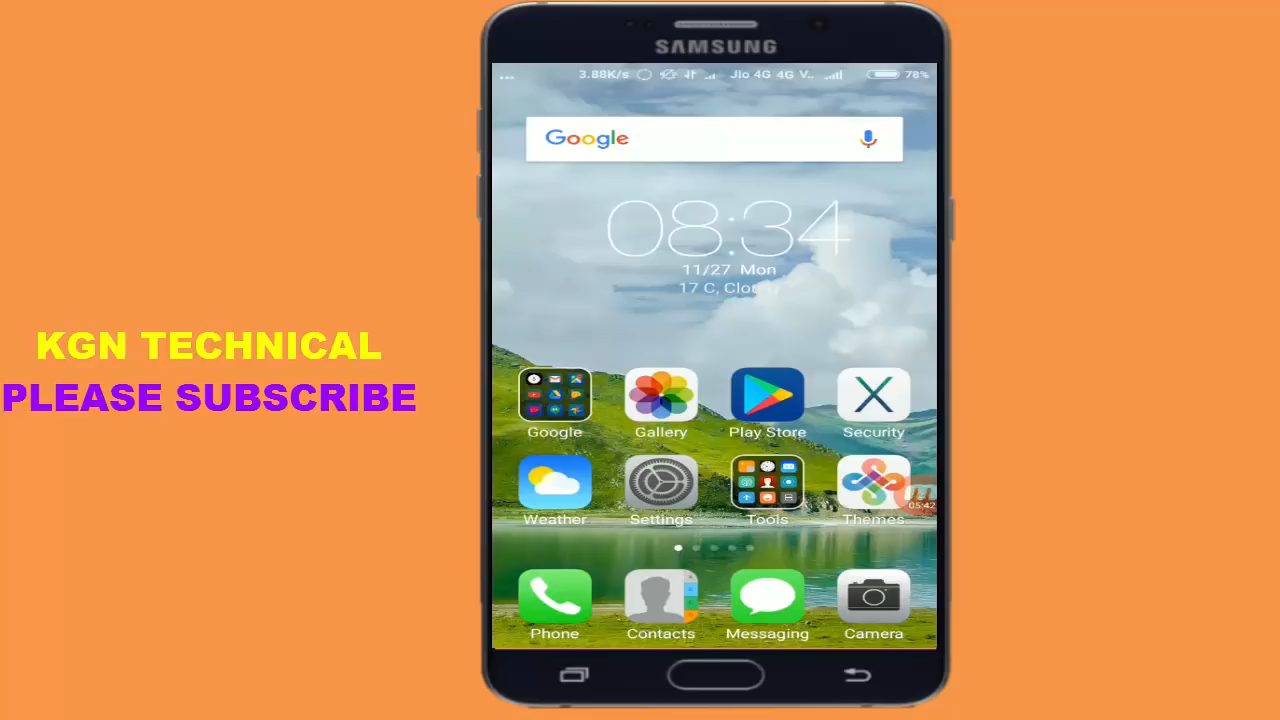 SAMSUNG
3.88K/s Jio 4G 4G V.. 78%
Google
08:34
11/27 Mon
17 C, Cloudy
Google Gallery Play Store Security
Weather Settings Tools Themes
05:42
Phone Contacts Messaging Camera
KGN TECHNICAL
PLEASE SUBSCRIBE